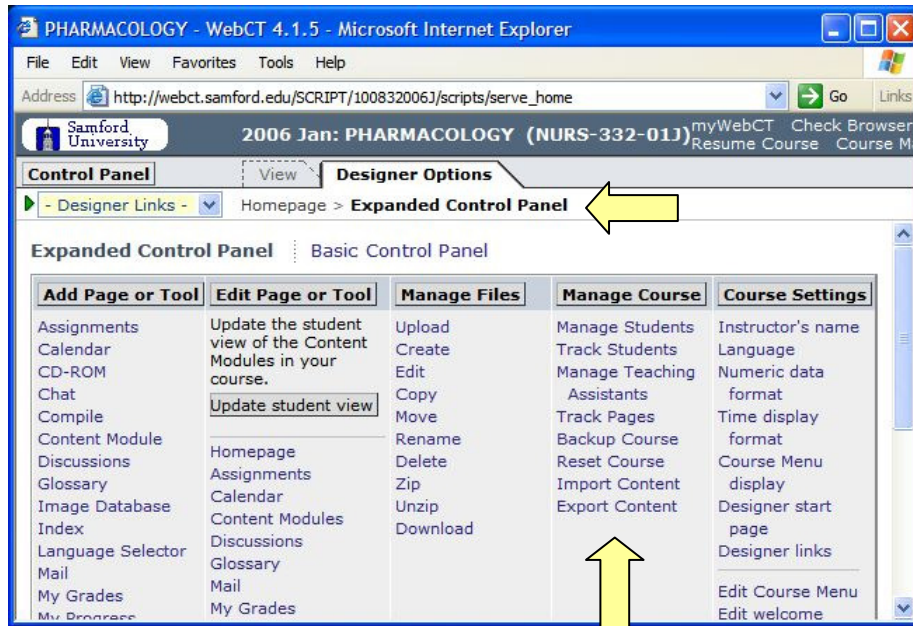 PHARMACOLOGY - WebCT 4.1.5 - Microsoft Internet Explorer
File Edit View Favorites Tools Help
Address http://webct.samford.edu/SCRIPT/100832006J/scripts/serve_home Go Links
Samford University
2006 Jan: PHARMACOLOGY (NURS-332-01J)
myWebCT Check Browser
Resume Course Course
Control Panel View Designer Options
- Designer Links - Homepage > Expanded Control Panel
Expanded Control Panel Basic Control Panel
Add Page or Tool
Assignments
Calendar
CD-ROM
Chat
Compile
Content Module
Discussions
Glossary
Image Database
Index
Language Selector
Mail
My Grades
My Progress
Edit Page or Tool
Update the student
view of the Content
Modules in your
course.
Update student view
Homepage
Assignments
Calendar
Content Modules
Discussions
Glossary
Mail
My Grades
Manage Files
Upload
Create
Edit
Copy
Move
Rename
Delete
Zip
Unzip
Download
Manage Course
Manage Students
Track Students
Manage Teaching
Assistants
Track Pages
Backup Course
Reset Course
Import Content
Export Content
Course Settings
Instructor's name
Language
Numeric data
format
Time display
format
Course Menu
display
Designer start
page
Designer links
Edit Course Menu
Edit welcome